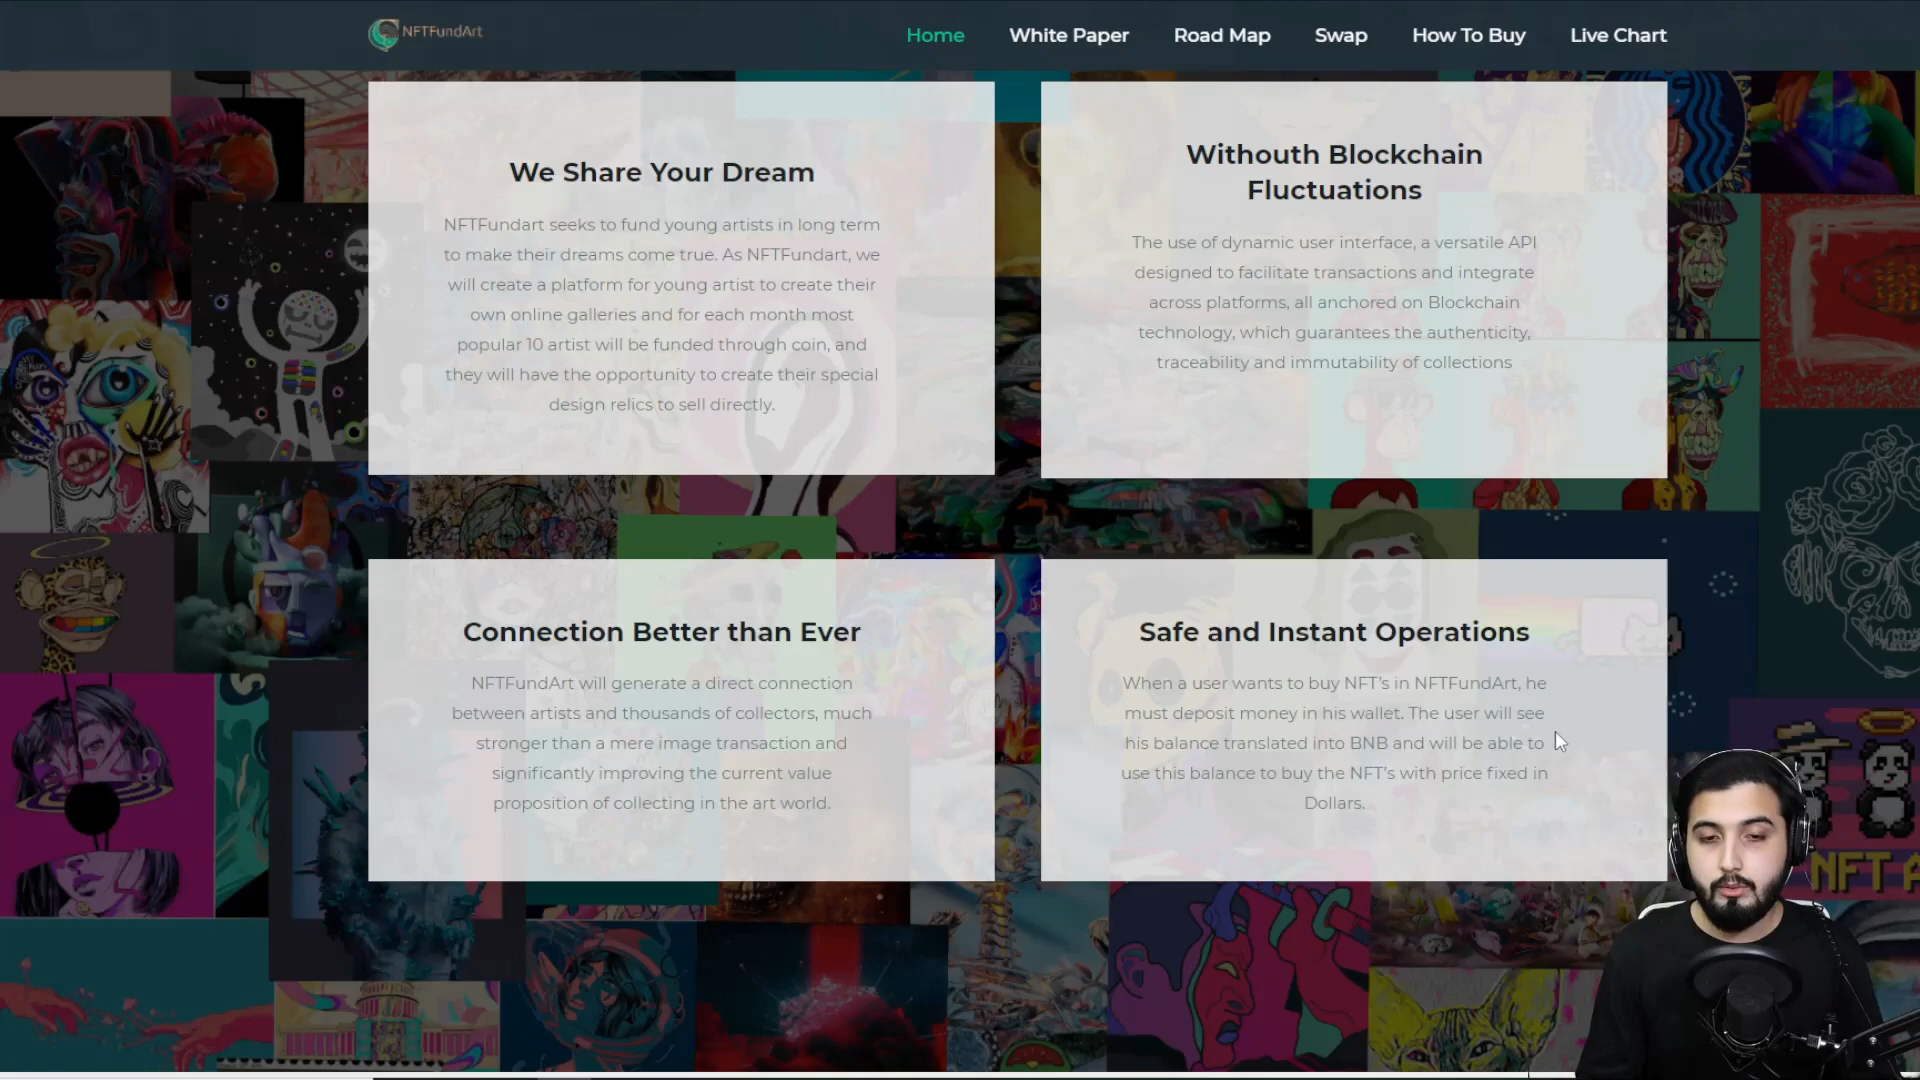 NFTFundArt
Home
White Paper
Road Map
Swap
How To Buy
Live Chart
We Share Your Dream
NFTFundart seeks to fund young artists in long term
to make their dreams come true. As NFTFundart, we
will create a platform for young artist to create their
own online galleries and for each month most
popular 10 artist will be funded through coin, and
they will have the opportunity to create their special
design relics to sell directly.
Withouth Blockchain
Fluctuations
The use of dynamic user interface, a versatile API
designed to facilitate transactions and integrate
across platforms, all anchored on Blockchain
technology, which guarantees the authenticity,
traceability and immutability of collections
Connection Better than Ever
NFTFundArt will generate a direct connection
between artists and thousands of collectors, much
stronger than a mere image transaction and
significantly improving the current value
proposition of collecting in the art world.
Safe and Instant Operations
When a user wants to buy NFT's in NFTFundArt, he
must deposit money in his wallet. The user will see
his balance translated into BNB and will be able to
use this balance to buy the NFT's with price fixed in
Dollars.
NFT A